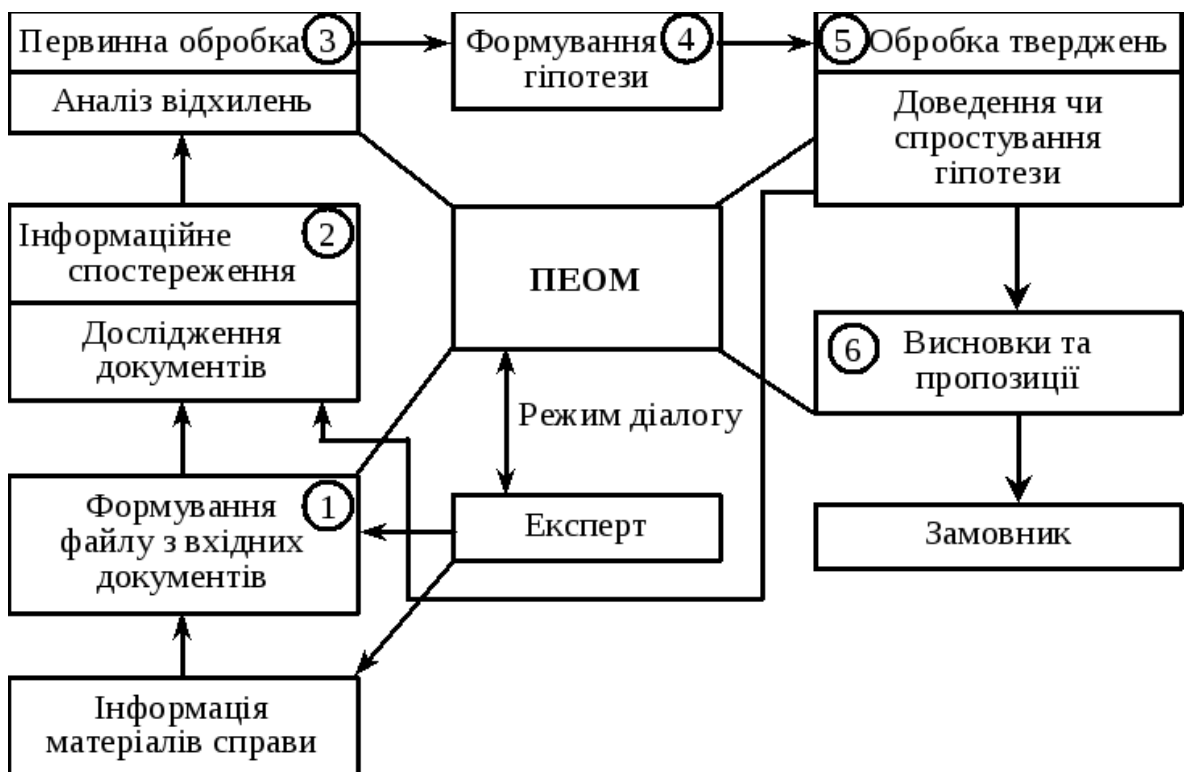 Первинна обробка
3
Аналіз відхилень
Формування
4
гіпотези
5
Обробка тверджень
Доведення чи
спростування
гіпотези
Інформаційне
2
спостереження
Дослідження
документів
ПЕОМ
6
Висновки та
пропозиції
Режим діалогу
Формування
1
файлу з вхідних
документів
Експерт
Замовник
Інформація
матеріалів справи